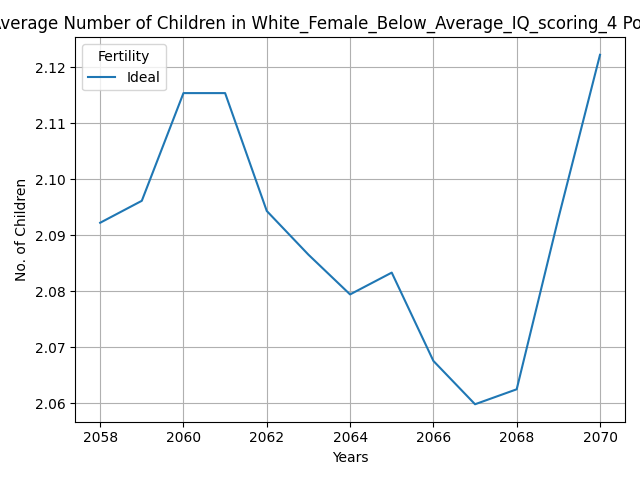 verage Number of Children in White_Female_Below_Average_IQ_scoring_4 Po
Fertility
Ideal
2.12
2.11
2.10
2.09
2.08
2.07
2.06
No. of Children
2058 2060 2062 2064 2066 2068 2070
Years